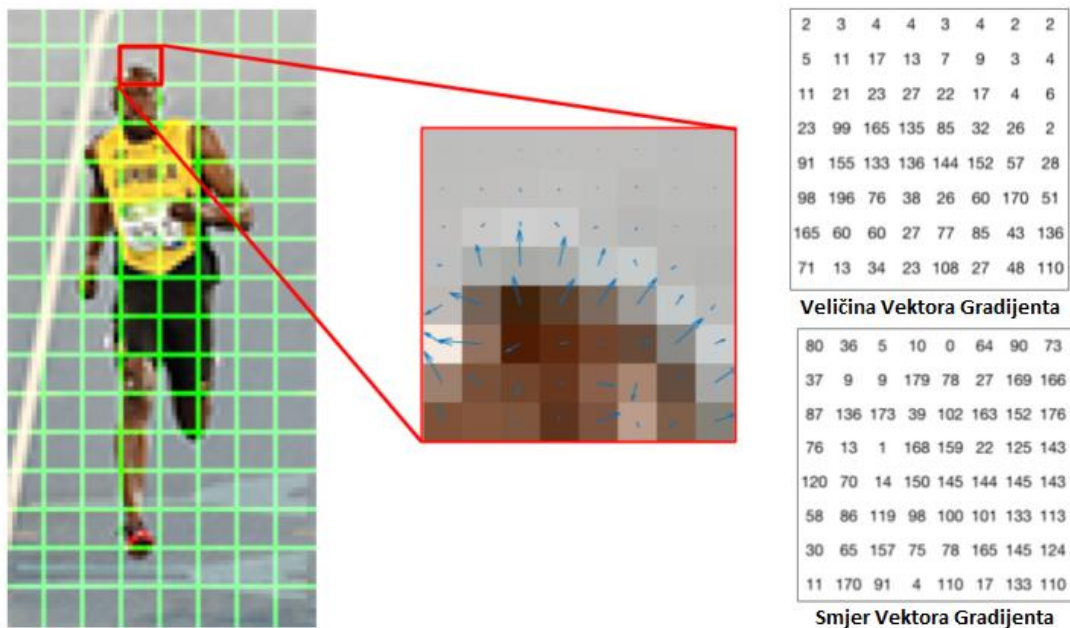 2 3 4 4 3 4 2 2
5 11 17 13 7 9 3 4
11 21 23 27 22 17 4 6
23 99 165 135 85 32 26 2
91 155 133 136 144 152 57 28
98 196 76 38 26 60 170 51
165 60 60 27 77 85 43 136
71 13 34 23 108 27 48 110
Veličina Vektora Gradijenta
80 36 5 10 0 64 90 73
37 9 9 179 78 27 169 166
87 136 173 39 102 163 152 176
76 13 1 168 159 22 125 143
120 70 14 150 145 144 145 143
58 86 119 98 100 101 133 113
30 65 157 75 78 165 145 124
11 170 91 4 110 17 133 110
Smjer Vektora Gradijenta